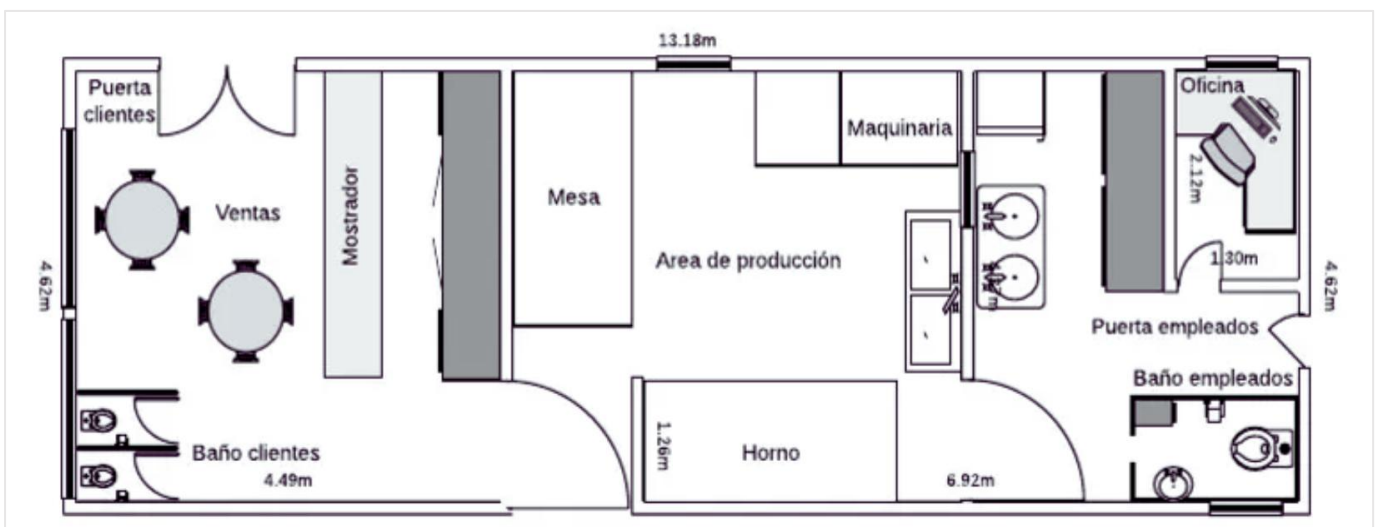 13.18m
Puerta
clientes
Oficina
Maquinaria
Mesa
2.12m
Ventas
Mostrador
Area de producción
1.30m
4.62m
4.62m
Puerta empleados
Baño empleados
Baño clientes
4.49m
1.26m
Horno
6.92m